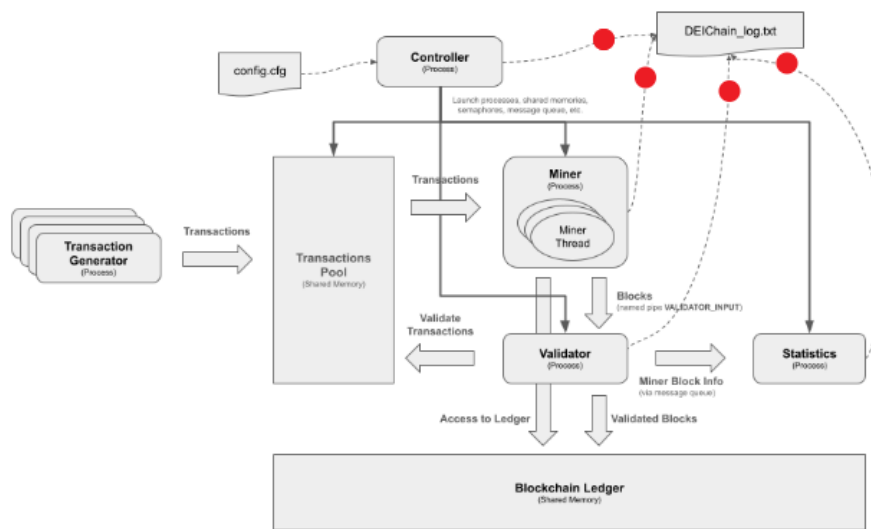 DEIChain_log.txt
config.cfg
Controller
(Process)
Launch processes, shared memories,
semaphores, message queue, etc.
Transactions
Miner
(Process)
Miner
Thread
Transaction
Generator
(Process)
Transactions
Transactions
Pool
(Shared Memory)
Blocks
(named pipe VALIDATOR_INPUT)
Validate
Transactions
Validator
(Process)
Statistics
(Process)
Miner Block Info
(via message queue)
Access to Ledger
Validated Blocks
Blockchain Ledger
(Shared Memory)